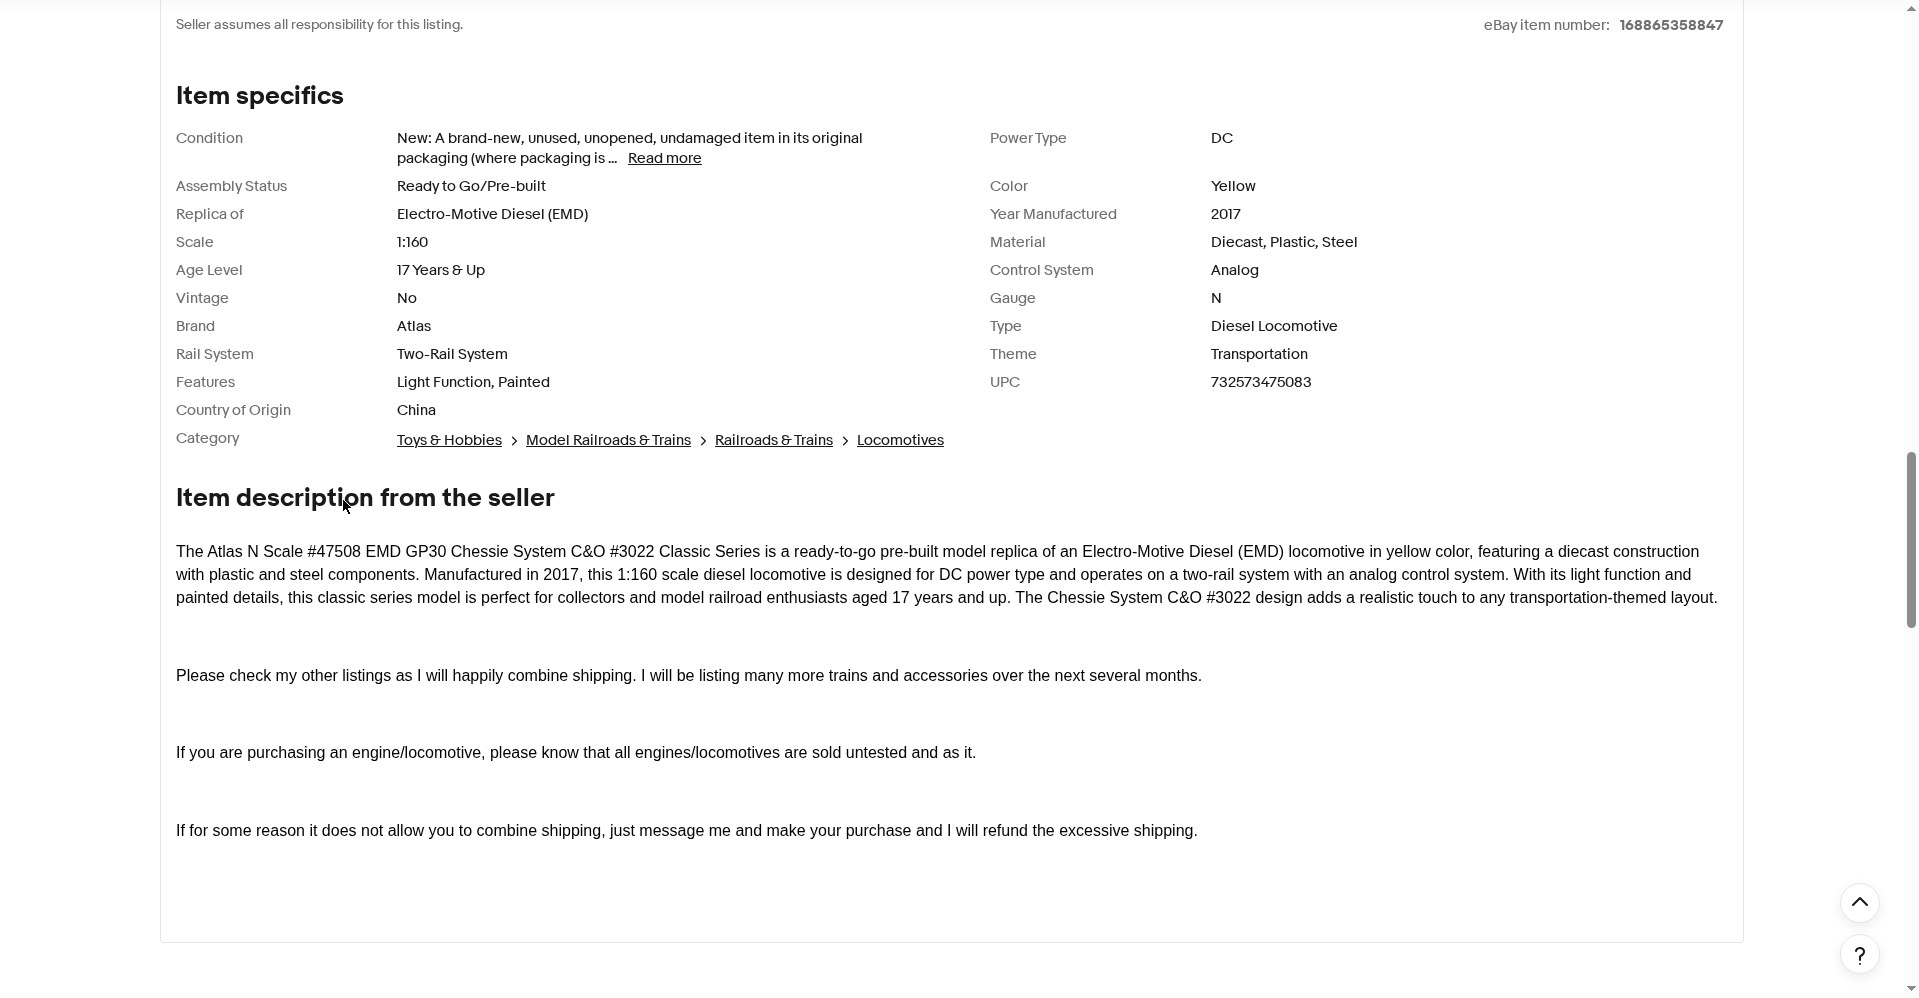 Seller assumes all responsibility for this listing.
eBay item number: 168865358847
Item specifics
Condition New: A brand-new, unused, unopened, undamaged item in its original
packaging (where packaging is ... Read more
Power Type DC
Assembly Status Ready to Go/Pre-built
Color Yellow
Replica of Electro-Motive Diesel (EMD)
Year Manufactured 2017
Scale 1:160
Material Diecast, Plastic, Steel
Age Level 17 Years & Up
Control System Analog
Vintage No
Gauge N
Brand Atlas
Type Diesel Locomotive
Rail System Two-Rail System
Theme Transportation
Features Light Function, Painted
UPC 732573475083
Country of Origin China
Category Toys & Hobbies > Model Railroads & Trains > Railroads & Trains > Locomotives
Item description from the seller
The Atlas N Scale #47508 EMD GP30 Chessie System C&O #3022 Classic Series is a ready-to-go pre-built model replica of an Electro-Motive Diesel (EMD) locomotive in yellow color, featuring a diecast construction
with plastic and steel components. Manufactured in 2017, this 1:160 scale diesel locomotive is designed for DC power type and operates on a two-rail system with an analog control system. With its light function and
painted details, this classic series model is perfect for collectors and model railroad enthusiasts aged 17 years and up. The Chessie System C&O #3022 design adds a realistic touch to any transportation-themed layout.
Please check my other listings as I will happily combine shipping. I will be listing many more trains and accessories over the next several months.
If you are purchasing an engine/locomotive, please know that all engines/locomotives are sold untested and as it.
If for some reason it does not allow you to combine shipping, just message me and make your purchase and I will refund the excessive shipping.
?